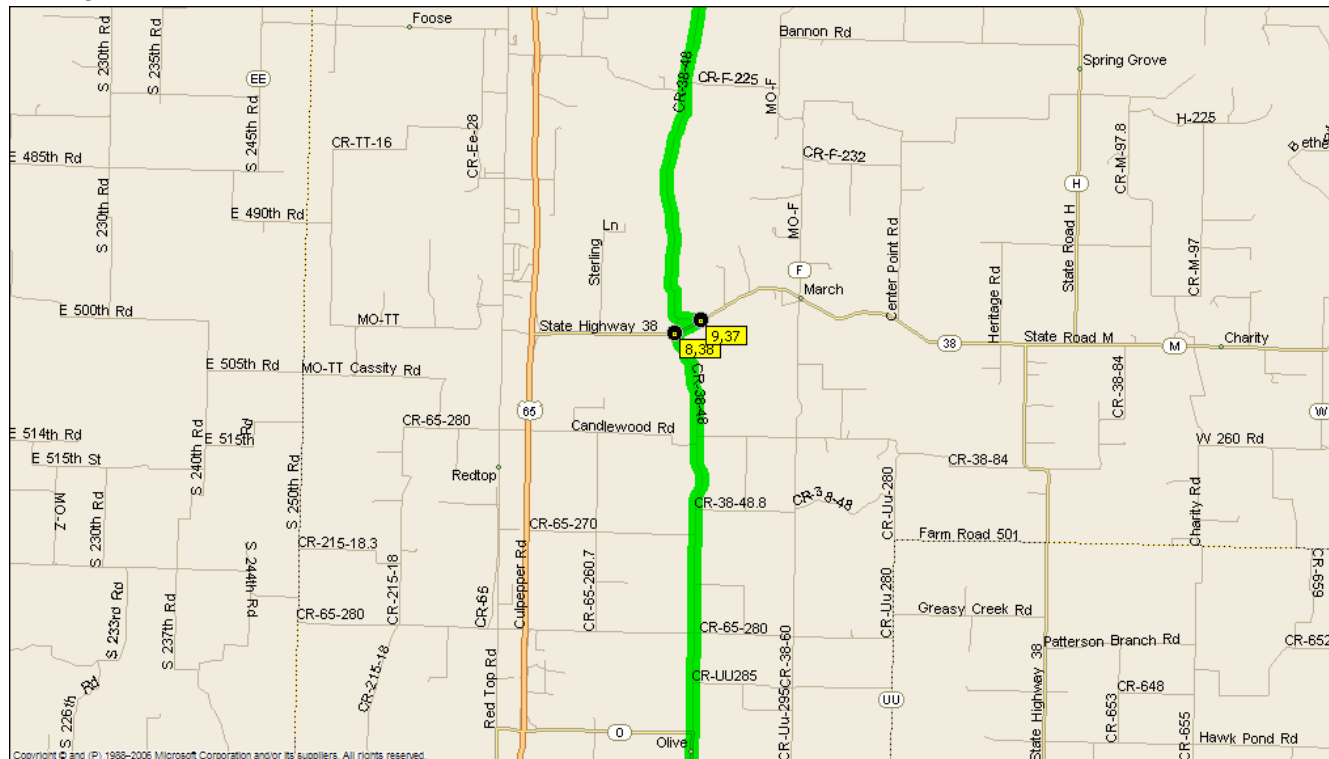 Foose
Bannon Rd
Spring Grove
S 230th Rd
S 235th Rd
EE
S 245th Rd
CR-38-48
CR-F-225
MO-F
H-225
CR-TT-16
CR-Ee-28
CR-F-232
CR-M-97.8
E 485th Rd
H
State Road H
S 230th Rd
E 490th Rd
Sterling Ln
MO-F
Center Point Rd
CR-M-97
F
March
Heritage Rd
E 500th Rd
MO-TT
State Highway 38
9,37
8,38
38
State Road M
M
Charity
E 505th Rd
MO-TT Cassity Rd
CR-38-48
CR-38-84
65
W
CR-65-280
Candlewood Rd
E 514th Rd
E 515th Rd
W 260 Rd
E 515th St
S 240th Rd
Redtop
CR-38-84
MO-Z
S 230th Rd
S 250th Rd
CR-38-48.8
CR-38-48
CR-Uu-280
Charity Rd
CR-65-270
Farm Road 501
CR-215-18.3
S 244th Rd
CR-215-18
CR-65
Culpepper Rd
CR-65-260.7
CR-Uu 280
CR-659
S 233rd Rd
S 237th Rd
CR-65-280
CR-65-280
Greasy Creek Rd
CR-38-60
Patterson Branch Rd
CR-652
S 226th Rd
CR-215-18
Red Top Rd
CR-UU285
UU
State Highway 38
CR-648
CR-653
CR-655
CR-Uu-295
O
Olive
Hawk Pond Rd
Copyright © and (P) 1988–2006 Microsoft Corporation and/or its suppliers. All rights reserved.